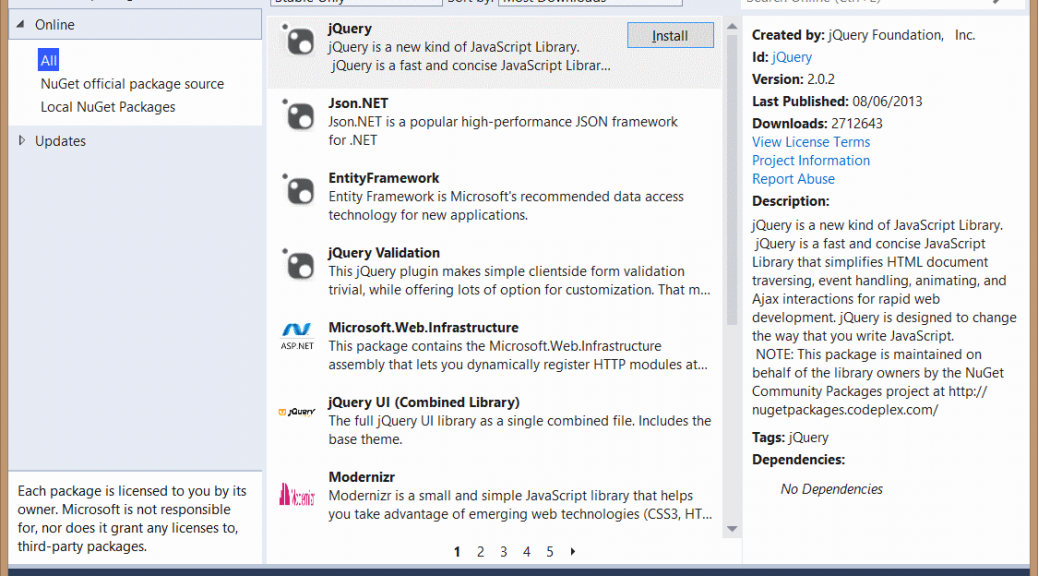 Stable Only
Sort by: Most Downloads
Search Online (Ctrl+E)
Online
All
NuGet official package source
Local NuGet Packages
Updates
Each package is licensed to you by its
owner. Microsoft is not responsible
for, nor does it grant any licenses to,
third-party packages.
jQuery
jQuery is a new kind of JavaScript Library.
jQuery is a fast and concise JavaScript Librar...
Install
Json.NET
Json.NET is a popular high-performance JSON framework
for .NET
EntityFramework
Entity Framework is Microsoft's recommended data access
technology for new applications.
jQuery Validation
This jQuery plugin makes simple clientside form validation
trivial, while offering lots of option for customization. That m...
ASP.NET
Microsoft.Web.Infrastructure
This package contains the Microsoft.Web.Infrastructure
assembly that lets you dynamically register HTTP modules at...
jQuery
jQuery UI (Combined Library)
The full jQuery UI library as a single combined file. Includes the
base theme.
Modernizr
Modernizr
Modernizr is a small and simple JavaScript library that helps
you take advantage of emerging web technologies (CSS3, HT...
1 2 3 4 5
Created by: jQuery Foundation, Inc.
Id: jQuery
Version: 2.0.2
Last Published: 08/06/2013
Downloads: 2712643
View License Terms
Project Information
Report Abuse
Description:
jQuery is a new kind of JavaScript Library.
jQuery is a fast and concise JavaScript
Library that simplifies HTML document
traversing, event handling, animating, and
Ajax interactions for rapid web
development. jQuery is designed to change
the way that you write JavaScript.
NOTE: This package is maintained on
behalf of the library owners by the NuGet
Community Packages project at http://
nugetpackages.codeplex.com/
Tags: jQuery
Dependencies:
No Dependencies